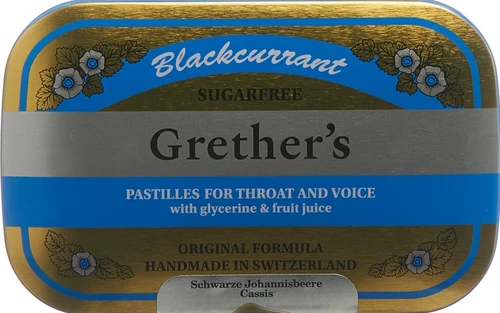 Blackcurrant
SUGARFREE
Grether's
PASTILLES FOR THROAT AND VOICE
with glycerine & fruit juice
ORIGINAL FORMULA
HANDMADE IN SWITZERLAND
Schwarze Johannisbeere
Cassis